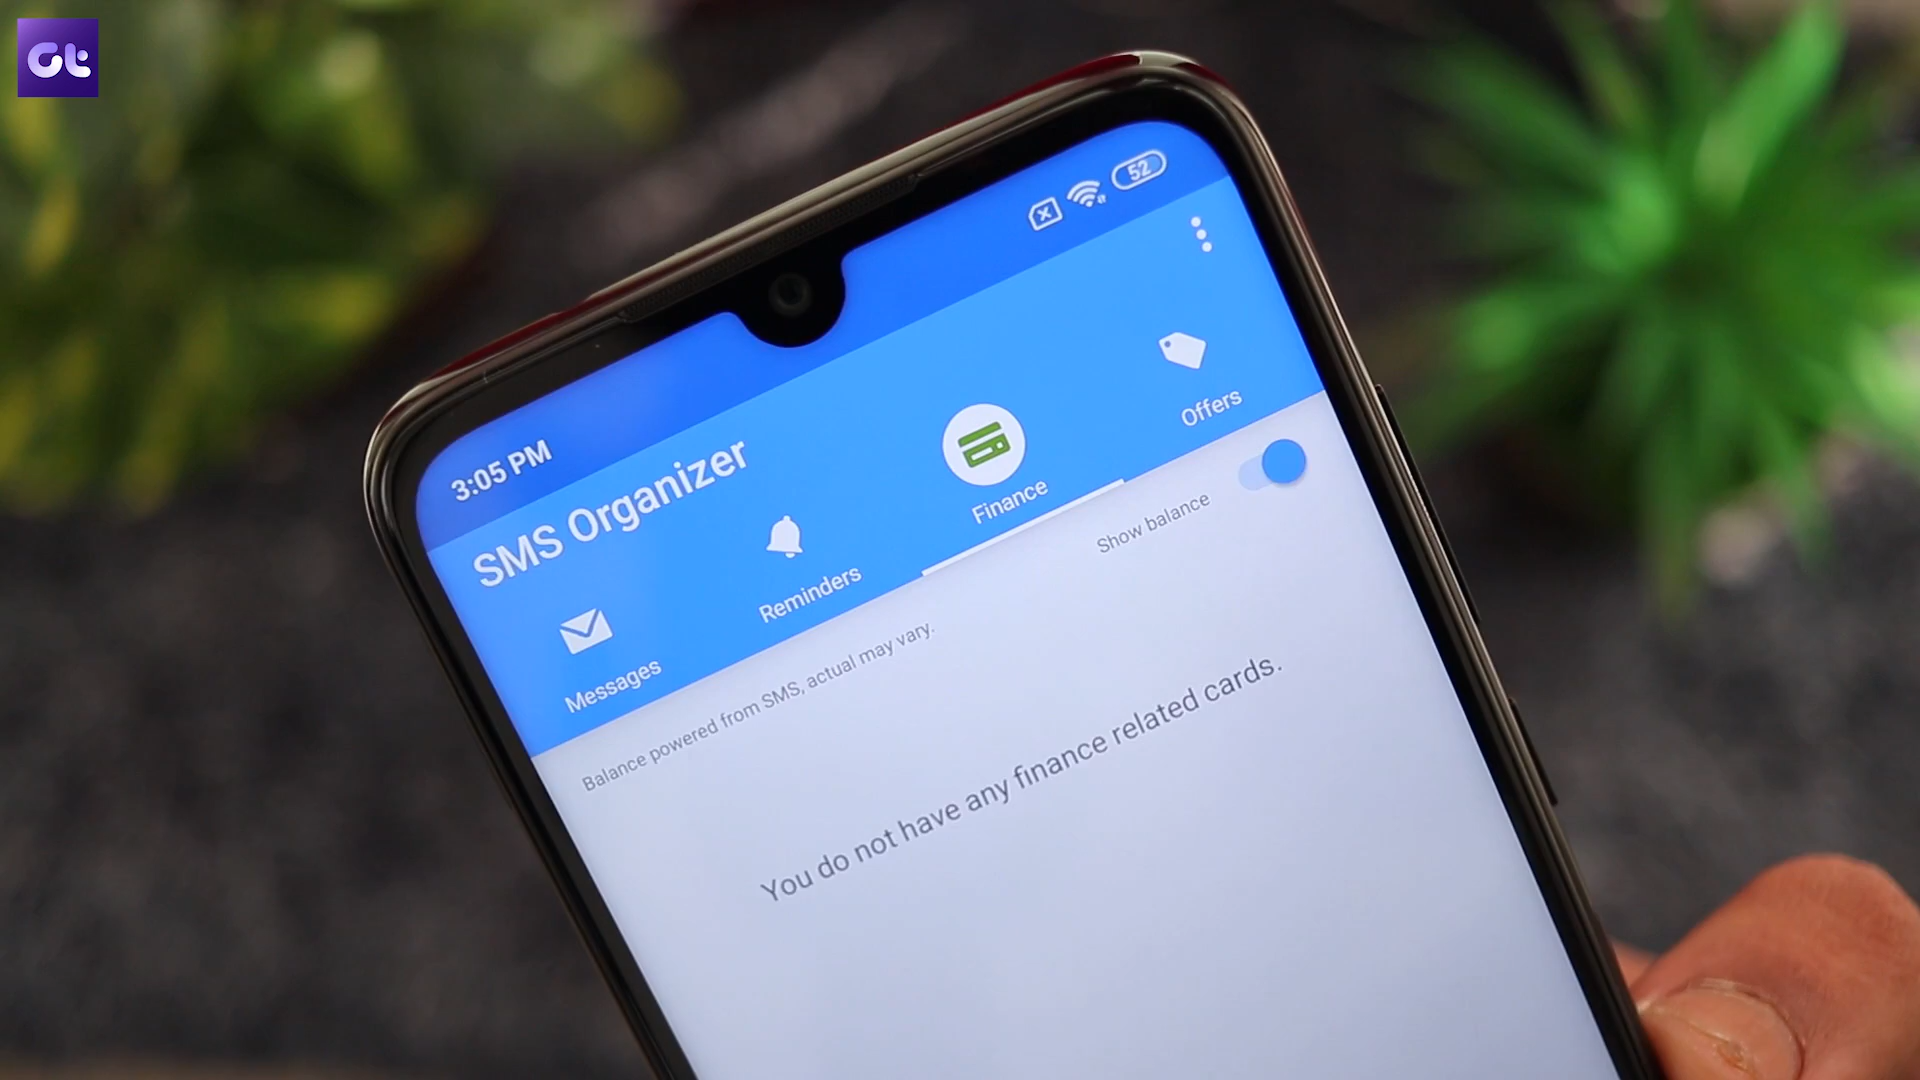 Gt
3:05 PM
52
SMS Organizer
Messages
Reminders
Finance
Offers
Show balance
Balance powered from SMS, actual may vary.
You do not have any finance related cards.